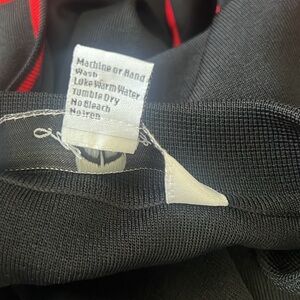 Machine or Hand
Wash
Luke Warm Water
Tumble Dry
No Bleach
No Iron